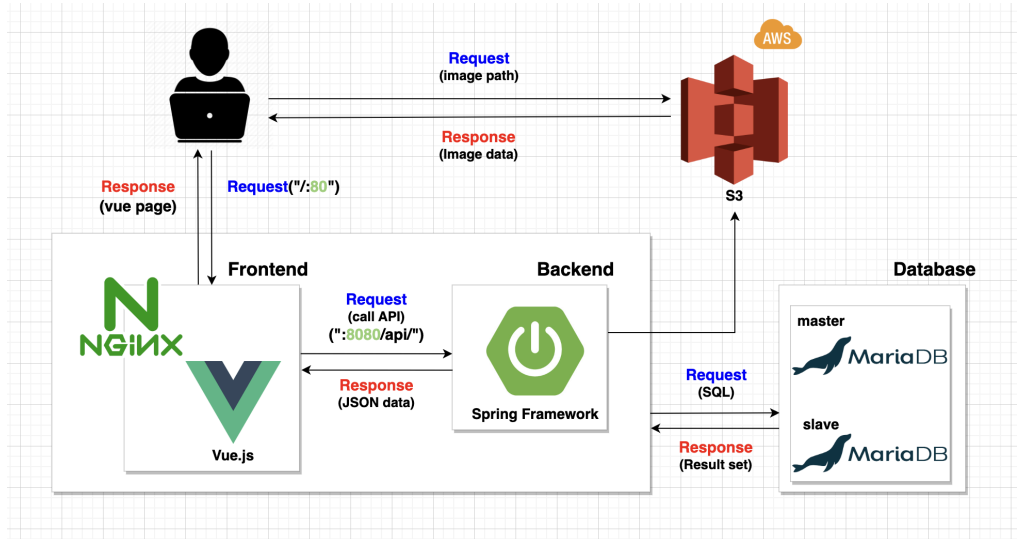 AWS
Request
(image path)
Response
(Image data)
S3
Response
(vue page)
Request("/:80")
Frontend
Backend
Database
NGiNX
Request
(call API)
(":8080/api/")
Response
(JSON data)
Vue.js
Spring Framework
Request
(SQL)
Response
(Result set)
master
MariaDB
slave
MariaDB